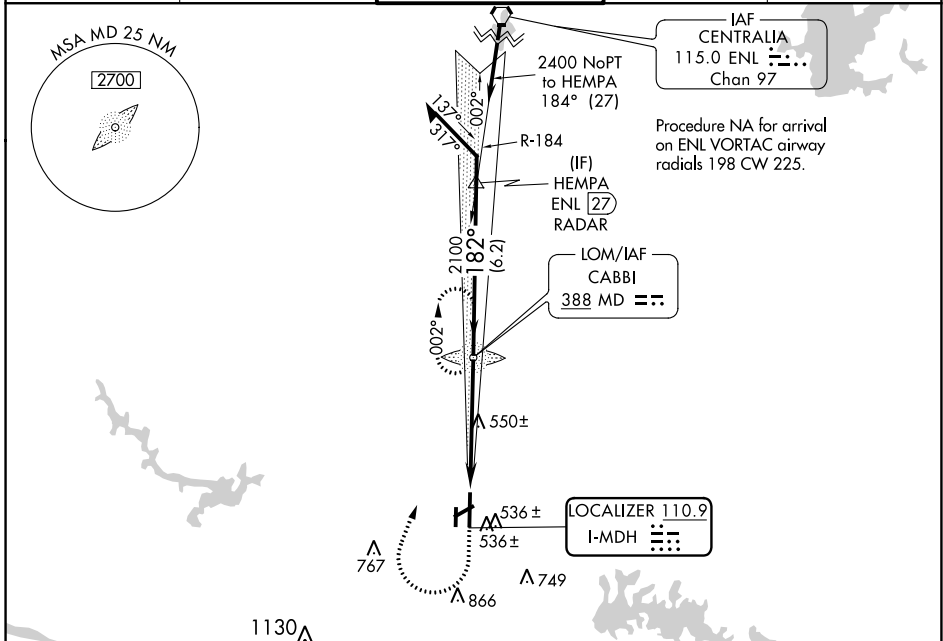 MSA MD 25 NM
2700
IAF
CENTRALIA
115.0 ENL
Chan 97
2400 NoPT
to HEMPA
184° (27)
002°
137°
317°
R-184
Procedure NA for arrival
on ENL VORTAC airway
radials 198 CW 225.
(IF)
HEMPA
ENL 27
RADAR
2100
182°
(6.2)
LOM/IAF
CABBI
388 MD
002°
550±
536±
536±
LOCALIZER 110.9
I-MDH
767
749
866
1130